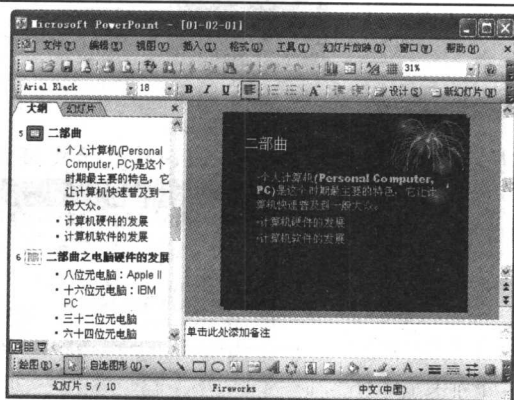 Microsoft PowerPoint - [01-02-01]
文件(F) 编辑(E) 视图(V) 插入(I) 格式(O) 工具(T) 幻灯片放映(D) 窗口(W) 帮助(H)
31%
Arial Black 18 B I U 设计(S) 新幻灯片(N)
大纲 幻灯片
5 二部曲
• 个人计算机(Personal
Computer, PC)是这个
时期最主要的特色，它
让计算机快速普及到一
般大众。
• 计算机硬件的发展
• 计算机软件的发展
6 二部曲之电脑硬件的发展
• 八位元电脑：Apple II
• 十六位元电脑：IBM
PC
• 三十二位元电脑
• 六十四位元电脑
二部曲
•个人计算机(Personal Computer,
PC)是这个时期最主要的特色，它让计
算机快速普及到一般大众。
•计算机硬件的发展
•计算机软件的发展
单击此处添加备注
绘图(R) 自选图形(U)
幻灯片 5 / 10 Fireworks 中文(中国)